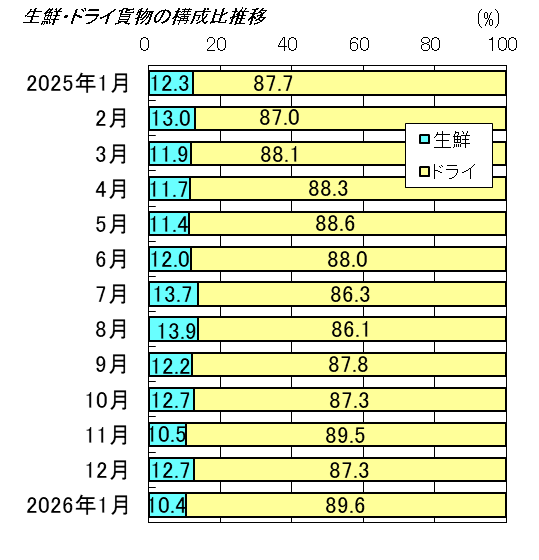 生鮮・ドライ貨物の構成比推移
(%)
0 20 40 60 80 100
2025年1月 12.3 87.7
2月 13.0 87.0
3月 11.9 88.1
4月 11.7 88.3
5月 11.4 88.6
6月 12.0 88.0
7月 13.7 86.3
8月 13.9 86.1
9月 12.2 87.8
10月 12.7 87.3
11月 10.5 89.5
12月 12.7 87.3
2026年1月 10.4 89.6
生鮮
ドライ